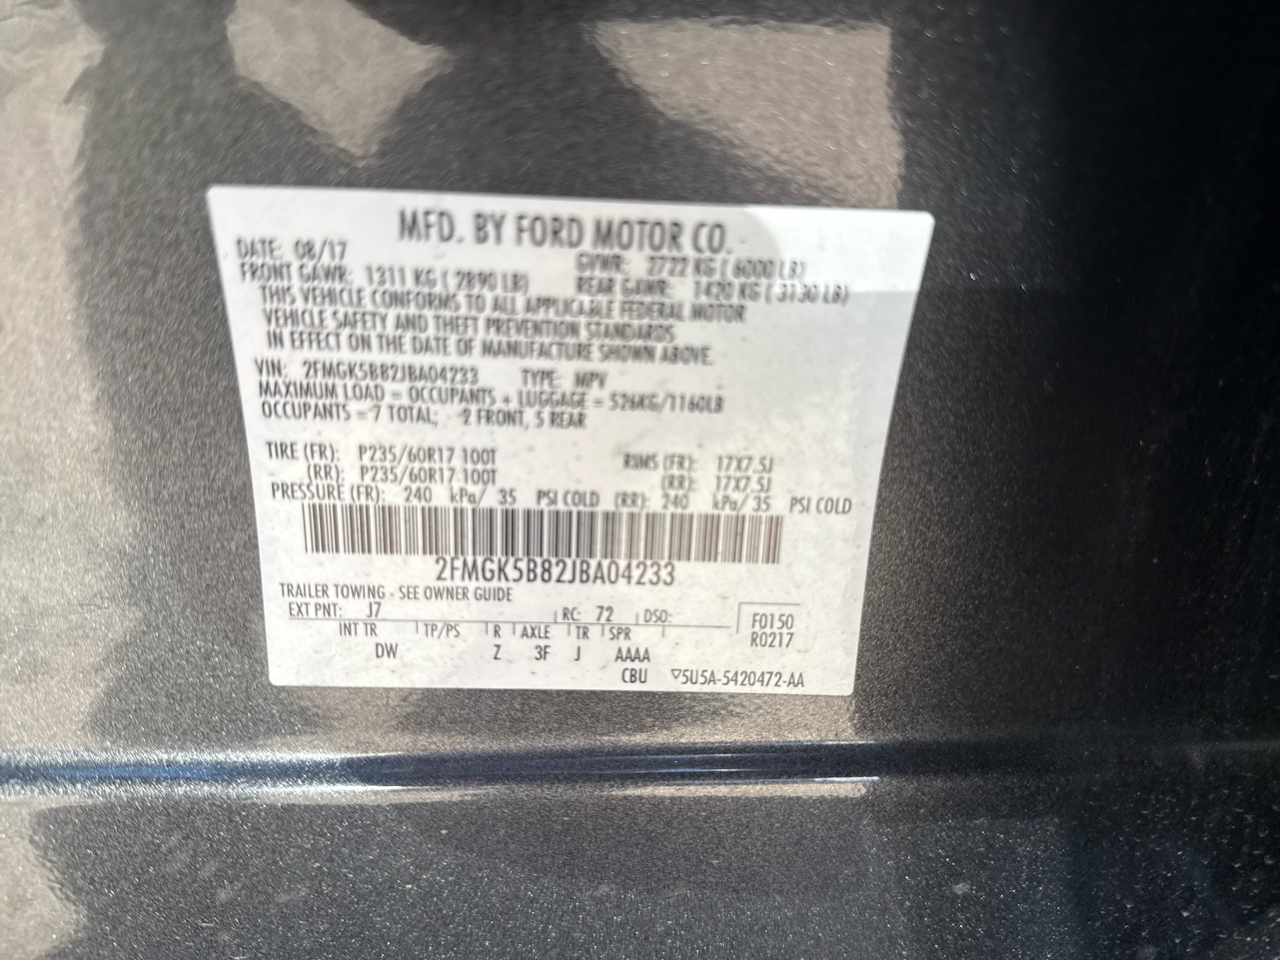 MFD. BY FORD MOTOR CO.
DATE: 08/17 GVWR: 2722 KG ( 6000 LB)
FRONT GAWR: 1311 KG ( 2890 LB) REAR GAWR: 1420 KG ( 3130 LB)
THIS VEHICLE CONFORMS TO ALL APPLICABLE FEDERAL MOTOR
VEHICLE SAFETY AND THEFT PREVENTION STANDARDS
IN EFFECT ON THE DATE OF MANUFACTURE SHOWN ABOVE.
VIN: 2FMGK5B82JBA04233 TYPE: MPV
MAXIMUM LOAD = OCCUPANTS + LUGGAGE = 526KG/1160LB
OCCUPANTS = 7 TOTAL; 2 FRONT, 5 REAR
TIRE (FR): P235/60R17 100T RIMS (FR): 17X7.5J
(RR): P235/60R17 100T (RR): 17X7.5J
PRESSURE (FR): 240 kPa/ 35 PSI COLD (RR): 240 kPa/ 35 PSI COLD
2FMGK5B82JBA04233
TRAILER TOWING - SEE OWNER GUIDE
EXT PNT: J7 RC: 72 DSO: F0150
INT TR TP/PS R AXLE TR SPR R0217
DW Z 3F J AAAA
CBU ▽5U5A-5420472-AA